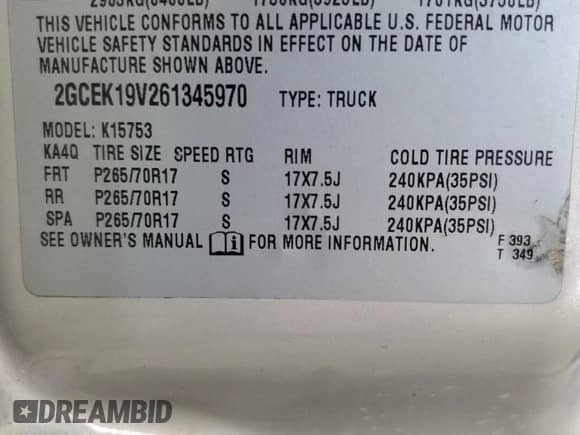 THIS VEHICLE CONFORMS TO ALL APPLICABLE U.S. FEDERAL MOTOR
VEHICLE SAFETY STANDARDS IN EFFECT ON THE DATE OF
MANUFACTURE SHOWN ABOVE.
2GCEK19V261345970 TYPE: TRUCK
MODEL: K15753
KA4Q TIRE SIZE SPEED RTG RIM COLD TIRE PRESSURE
FRT P265/70R17 S 17X7.5J 240KPA(35PSI)
RR P265/70R17 S 17X7.5J 240KPA(35PSI)
SPA P265/70R17 S 17X7.5J 240KPA(35PSI)
SEE OWNER'S MANUAL FOR MORE INFORMATION.
F 393
T 349
DREAMBID